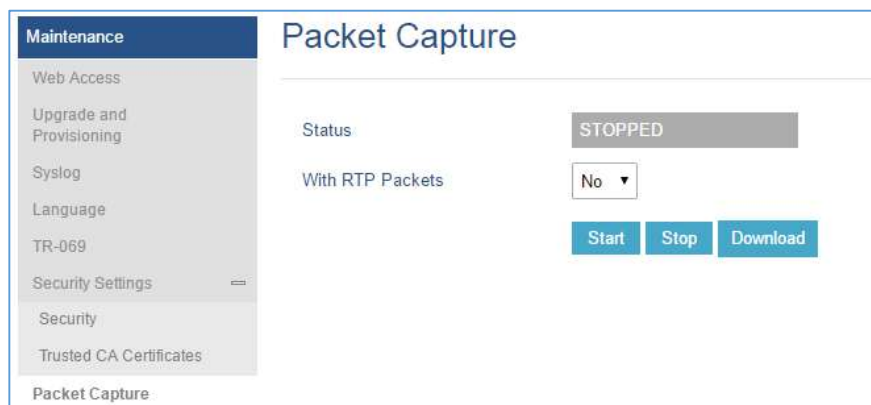 Maintenance
Web Access
Upgrade and
Provisioning
Syslog
Language
TR-069
Security Settings
Security
Trusted CA Certificates
Packet Capture
Packet Capture
Status
STOPPED
With RTP Packets
No
Start
Stop
Download